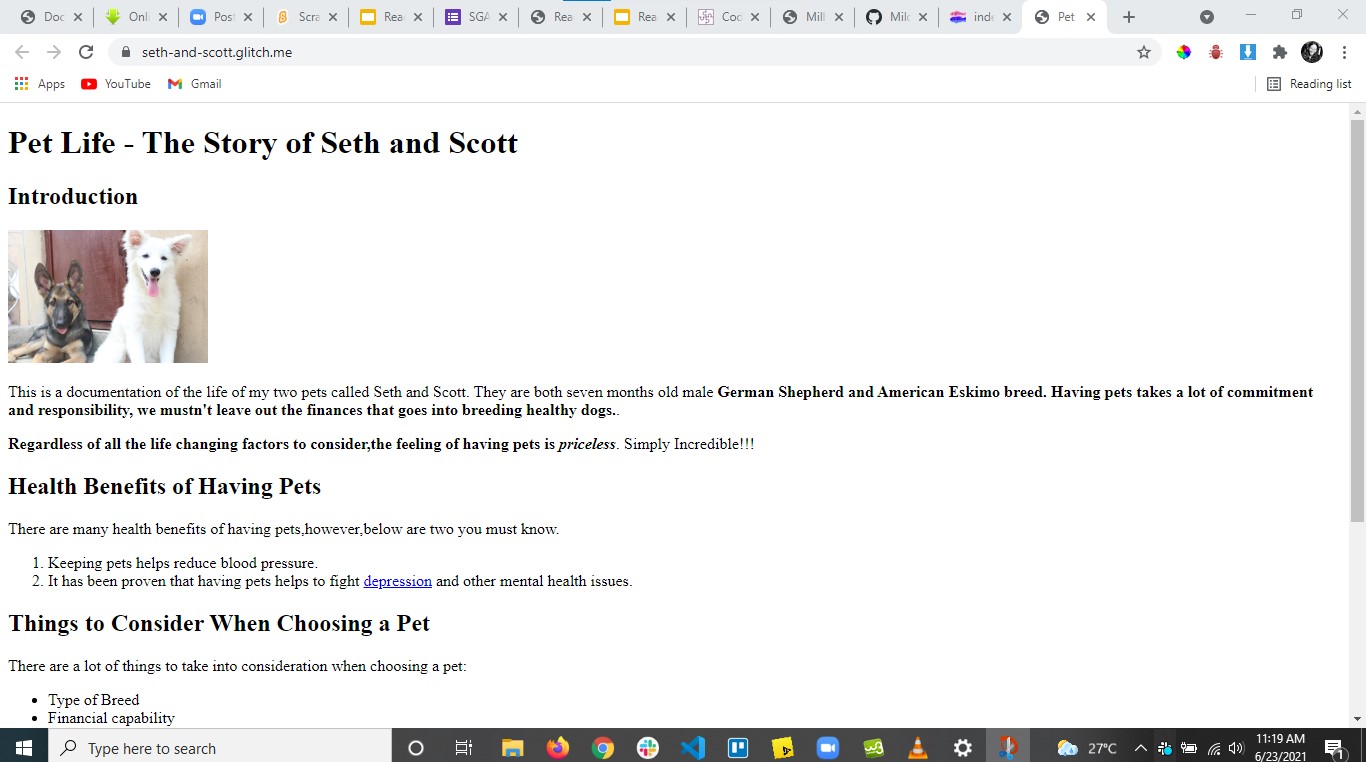 Doc
Onli
Post
Scra
Rea
SGA
Rea
Rea
Cod
Mill
Mile
inde
Pet
seth-and-scott.glitch.me
Apps YouTube Gmail Reading list
Pet Life - The Story of Seth and Scott
Introduction
This is a documentation of the life of my two pets called Seth and Scott. They are both seven months old male German Shepherd and American Eskimo breed. Having pets takes a lot of commitment
and responsibility, we mustn't leave out the finances that goes into breeding healthy dogs..
Regardless of all the life changing factors to consider,the feeling of having pets is priceless. Simply Incredible!!!
Health Benefits of Having Pets
There are many health benefits of having pets,however,below are two you must know.
1. Keeping pets helps reduce blood pressure.
2. It has been proven that having pets helps to fight depression and other mental health issues.
Things to Consider When Choosing a Pet
There are a lot of things to take into consideration when choosing a pet:
• Type of Breed
• Financial capability
Type here to search
27°C
11:19 AM
6/23/2021
1